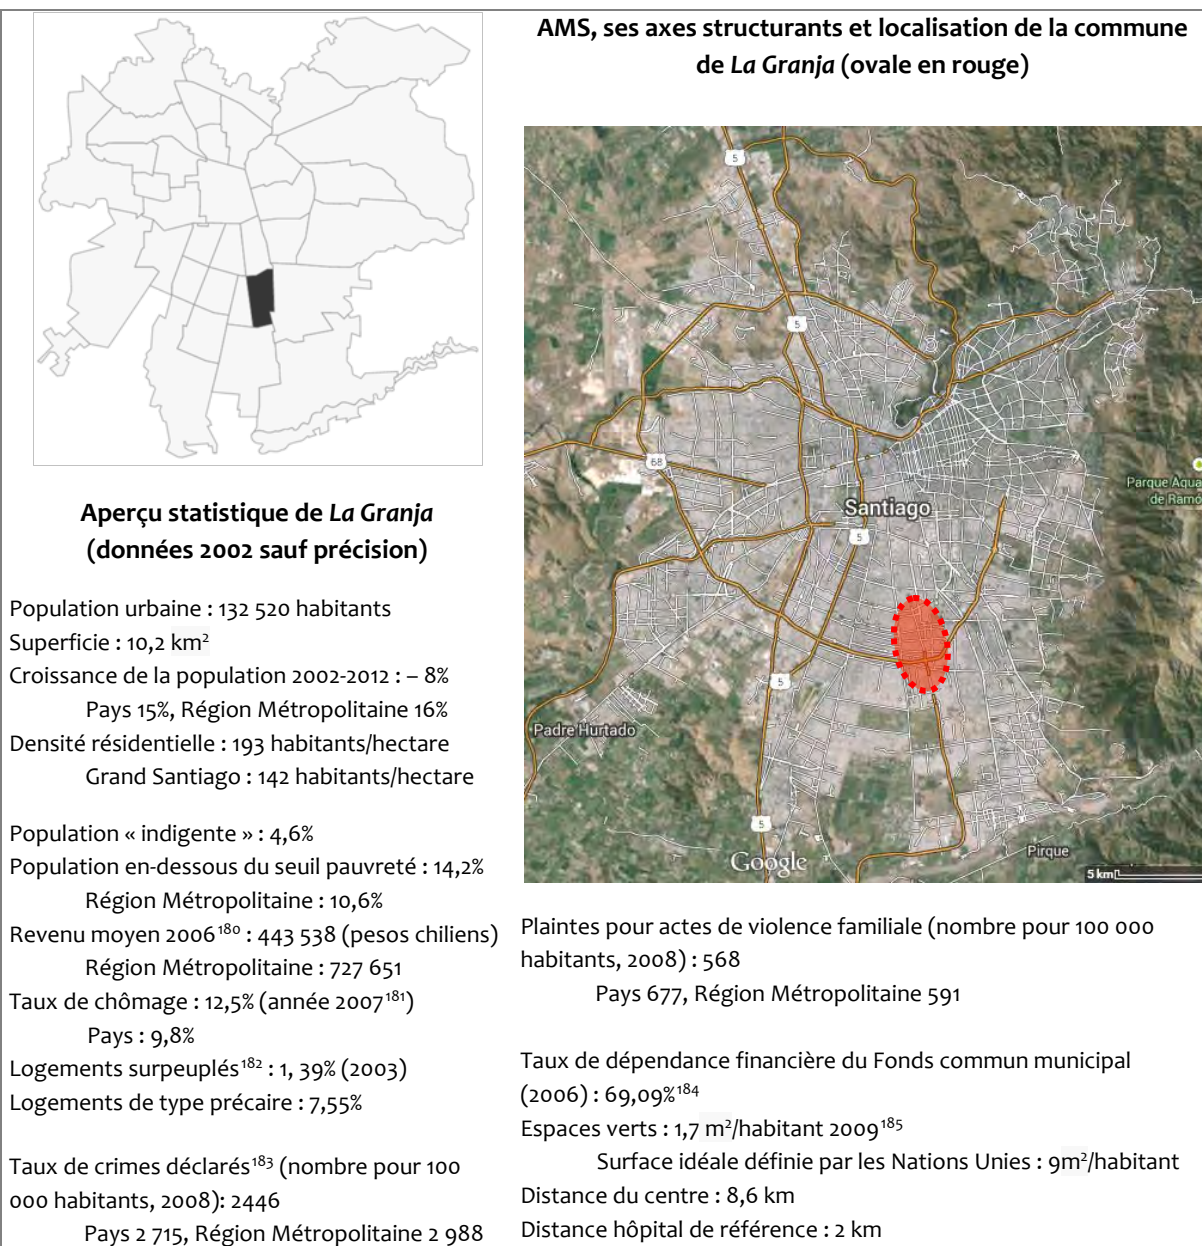 AMS, ses axes structurants et localisation de la commune
de La Granja (ovale en rouge)
5
5
68
Santiago
5
5
5
Padre Hurtado
Pirque
Parque Aqua
de Ramó
Google
5 km
Aperçu statistique de La Granja
(données 2002 sauf précision)
Population urbaine : 132 520 habitants
Superficie : 10,2 km²
Croissance de la population 2002-2012 : – 8%
Pays 15%, Région Métropolitaine 16%
Densité résidentielle : 193 habitants/hectare
Grand Santiago : 142 habitants/hectare
Population « indigente » : 4,6%
Population en-dessous du seuil pauvreté : 14,2%
Région Métropolitaine : 10,6%
Revenu moyen 2006¹⁸⁰ : 443 538 (pesos chiliens)
Région Métropolitaine : 727 651
Taux de chômage : 12,5% (année 2007¹⁸¹)
Pays : 9,8%
Logements surpeuplés¹⁸² : 1, 39% (2003)
Logements de type précaire : 7,55%
Taux de crimes déclarés¹⁸³ (nombre pour 100
000 habitants, 2008): 2446
Pays 2 715, Région Métropolitaine 2 988
Plaintes pour actes de violence familiale (nombre pour 100 000
habitants, 2008) : 568
Pays 677, Région Métropolitaine 591
Taux de dépendance financière du Fonds commun municipal
(2006) : 69,09%¹⁸⁴
Espaces verts : 1,7 m²/habitant 2009¹⁸⁵
Surface idéale définie par les Nations Unies : 9m²/habitant
Distance du centre : 8,6 km
Distance hôpital de référence : 2 km